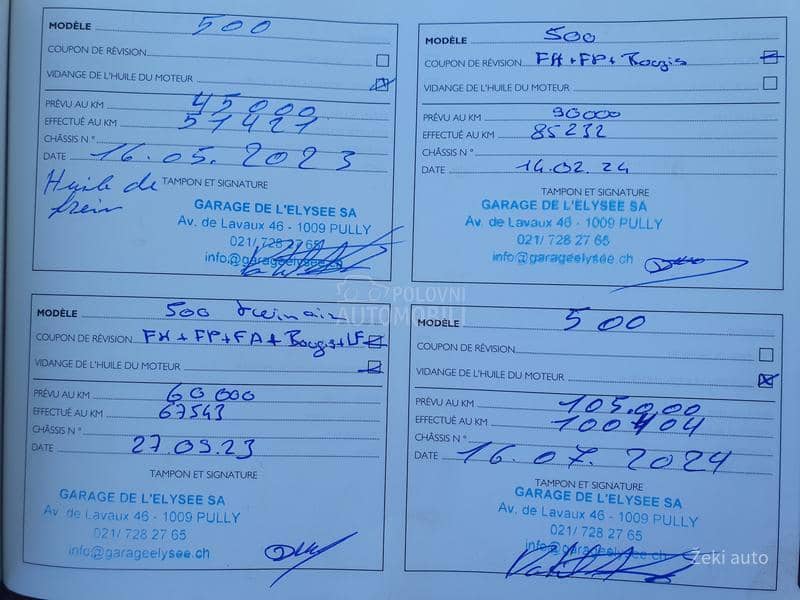 MODÈLE 500
COUPON DE RÉVISION
VIDANGE DE L'HUILE DU MOTEUR
PRÉVU AU KM 45000
EFFECTUÉ AU KM 51421
CHÂSSIS N°
DATE 16.05.2023
Huile de frein
TAMPON ET SIGNATURE
GARAGE DE L'ELYSEE SA
Av. de Lavaux 46 - 1009 PULLY
021/ 728 27 65
info@garageelysee.ch
MODÈLE 500
COUPON DE RÉVISION FH+FP+Bougis
VIDANGE DE L'HUILE DU MOTEUR
PRÉVU AU KM 90000
EFFECTUÉ AU KM 85232
CHÂSSIS N°
DATE 14.02.24
TAMPON ET SIGNATURE
GARAGE DE L'ELYSEE SA
Av. de Lavaux 46 - 1009 PULLY
021/ 728 27 65
info@garageelysee.ch
POLOVNI
AUTOMOBILI
MODÈLE 500
COUPON DE RÉVISION FH+FP+FA+Bougis+LF
VIDANGE DE L'HUILE DU MOTEUR
PRÉVU AU KM 60000
EFFECTUÉ AU KM 67543
CHÂSSIS N°
DATE 27.09.23
TAMPON ET SIGNATURE
GARAGE DE L'ELYSEE SA
Av. de Lavaux 46 - 1009 PULLY
021/ 728 27 65
info@garageelysee.ch
MODÈLE 500
COUPON DE RÉVISION
VIDANGE DE L'HUILE DU MOTEUR
PRÉVU AU KM 105.000
EFFECTUÉ AU KM 100404
CHÂSSIS N°
DATE 16.07.2024
TAMPON ET SIGNATURE
GARAGE DE L'ELYSEE SA
Av. de Lavaux 46 - 1009 PULLY
021/ 728 27 65
info@garageelysee.ch
Žeki auto